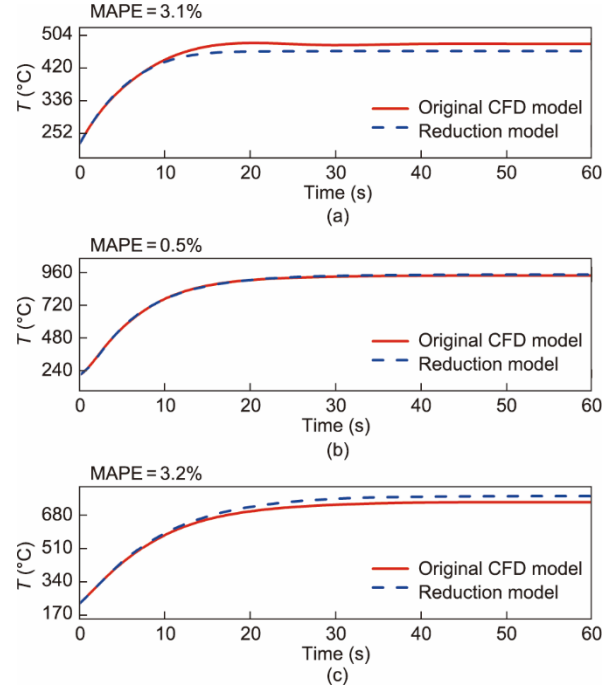 MAPE = 3.1%
504
420
336
252
T (°C)
Original CFD model
Reduction model
0 10 20 30 40 50 60
Time (s)
(a)
MAPE = 0.5%
960
720
480
240
T (°C)
Original CFD model
Reduction model
0 10 20 30 40 50 60
Time (s)
(b)
MAPE = 3.2%
680
510
340
170
T (°C)
Original CFD model
Reduction model
0 10 20 30 40 50 60
Time (s)
(c)